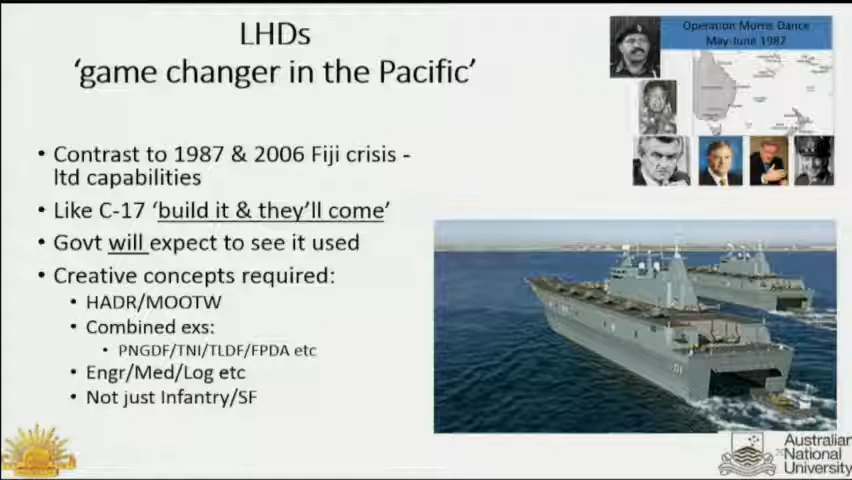 LHDs
'game changer in the Pacific'
Operation Morris Dance
May-June 1987
• Contrast to 1987 & 2006 Fiji crisis -
ltd capabilities
• Like C-17 'build it & they'll come'
• Govt will expect to see it used
• Creative concepts required:
• HADR/MOOTW
• Combined exs:
• PNGDF/TNI/TLDF/FPDA etc
• Engr/Med/Log etc
• Not just Infantry/SF
Australian
National
University